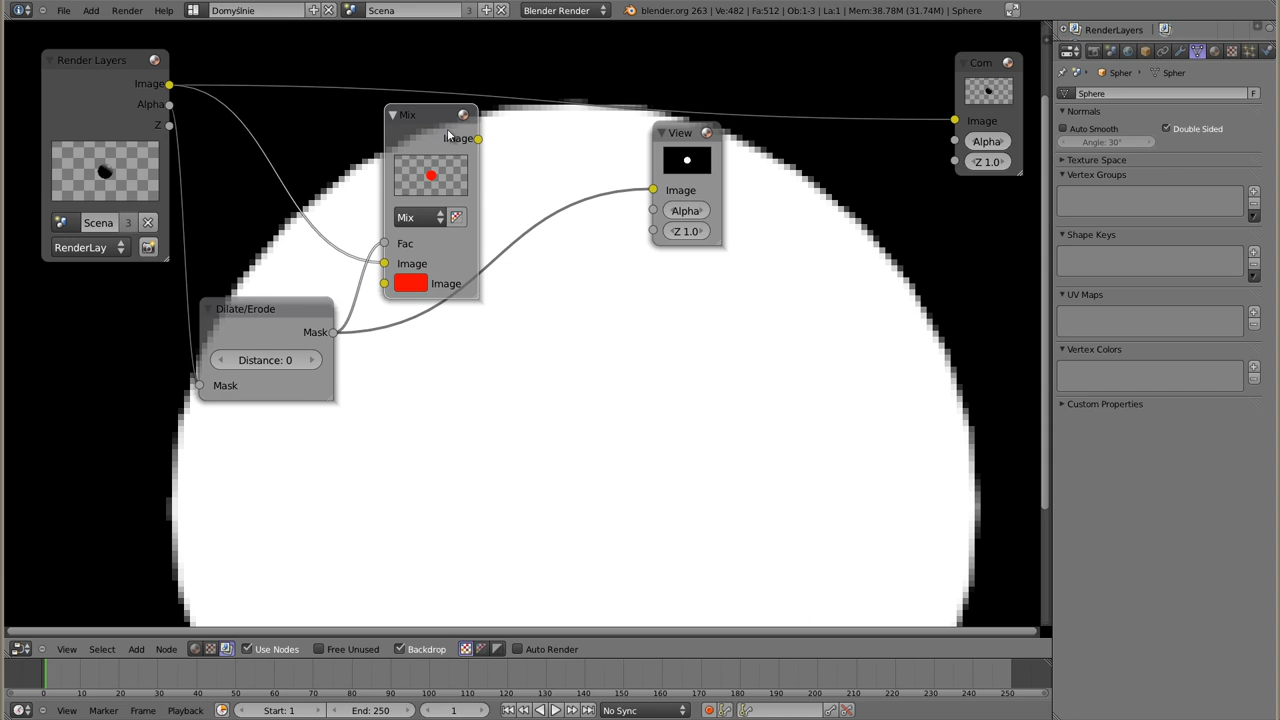 File Add Render Help Domyślnie Scena 3 Blender Render blender.org 263 | Ve:482 | Fa:512 | Ob:1-3 | La:1 | Mem:38.78M (31.74M) | Sphere
RenderLayers
Render Layers
Image
Alpha
Z
Scena 3
RenderLay
Mix
Image
Mix
Fac
Image
Image
Dilate/Erode
Mask
Distance: 0
Mask
View
Image
Alpha
Z 1.0
Com
Image
Alpha
Z 1.0
Spher Spher
Sphere F
Normals
Auto Smooth Double Sided
Angle: 30°
Texture Space
Vertex Groups
Shape Keys
UV Maps
Vertex Colors
Custom Properties
View Select Add Node Use Nodes Free Unused Backdrop Auto Render
0 10 20 30 40 50 60 70 80 90 100 110 120 130 140 150 160 170 180 190 200 210 220 230 240 250
View Marker Frame Playback Start: 1 End: 250 1 No Sync